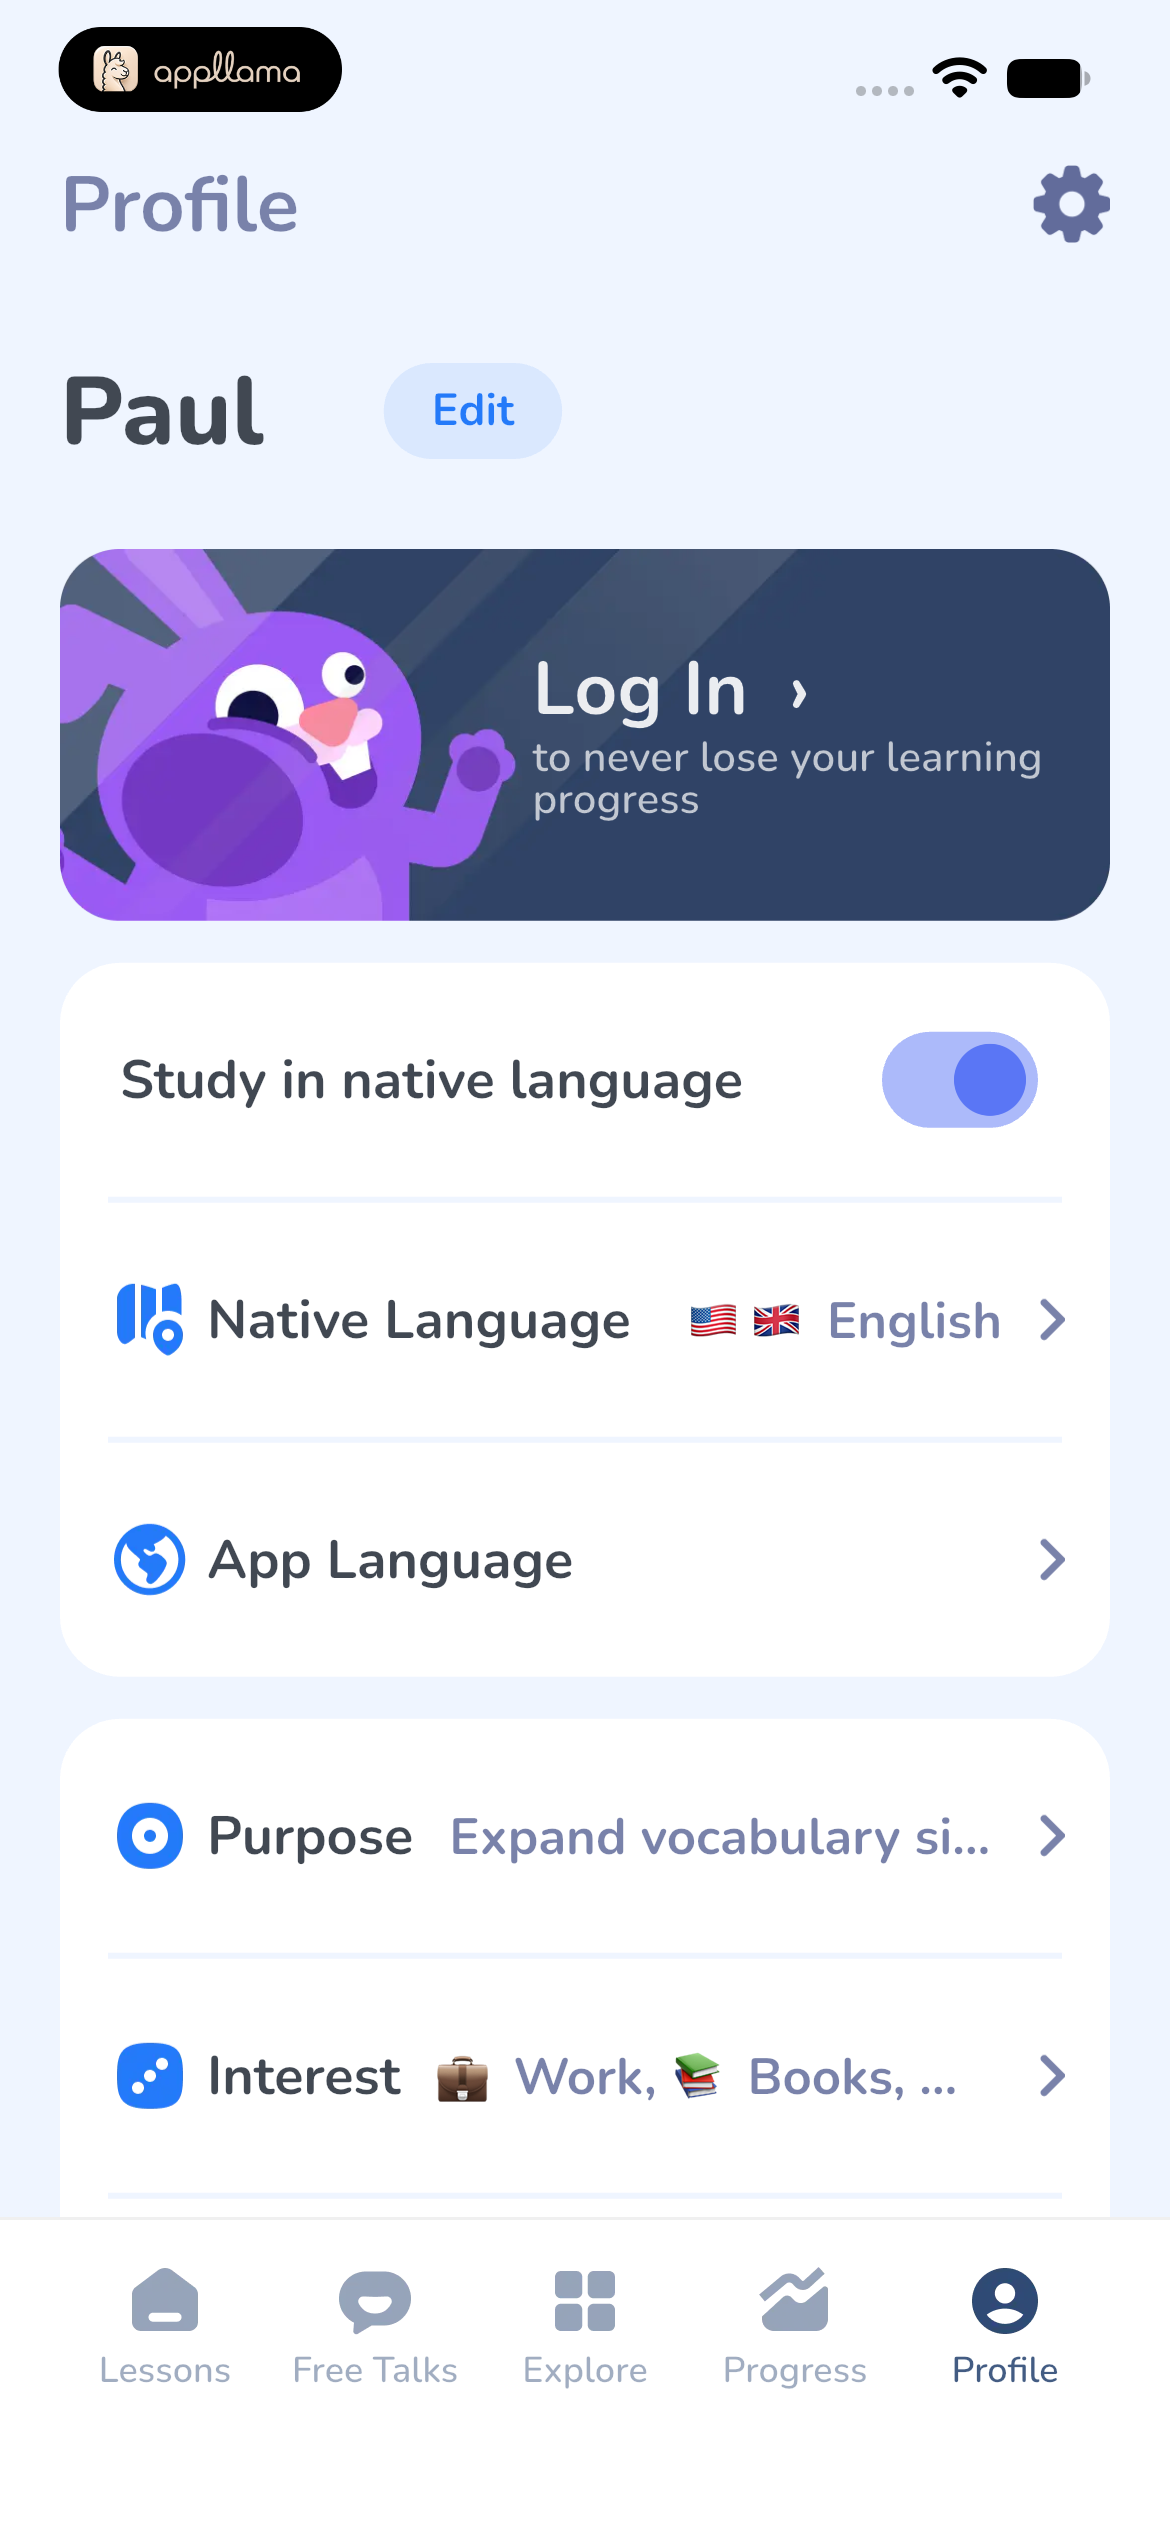 appllama
Profile
Paul
Edit
Log In ›
to never lose your learning
progress
Study in native language
Native Language 🇺🇸 🇬🇧 English
App Language
Purpose Expand vocabulary si...
Interest 💼 Work, 📚 Books, ...
Lessons Free Talks Explore Progress Profile